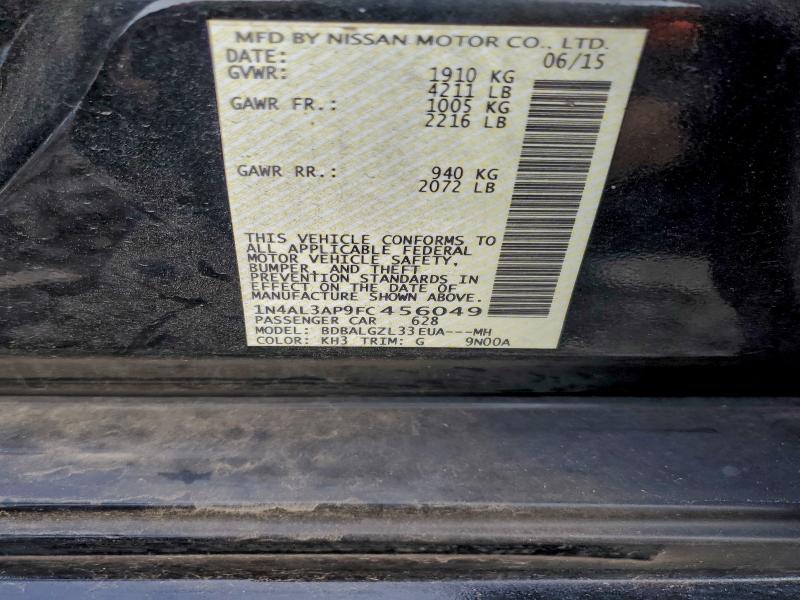 MFD BY NISSAN MOTOR CO., LTD.
DATE: 06/15
GVWR: 1910 KG
4211 LB
GAWR FR.: 1005 KG
2216 LB
GAWR RR.: 940 KG
2072 LB
THIS VEHICLE CONFORMS TO
ALL APPLICABLE FEDERAL
MOTOR VEHICLE SAFETY,
BUMPER, AND THEFT
PREVENTION STANDARDS IN
EFFECT ON THE DATE OF
MANUFACTURE SHOWN ABOVE.
1N4AL3AP9FC456049
PASSENGER CAR 628
MODEL: BDBALGZL33EUA---MH
COLOR: KH3 TRIM: G 9N00A